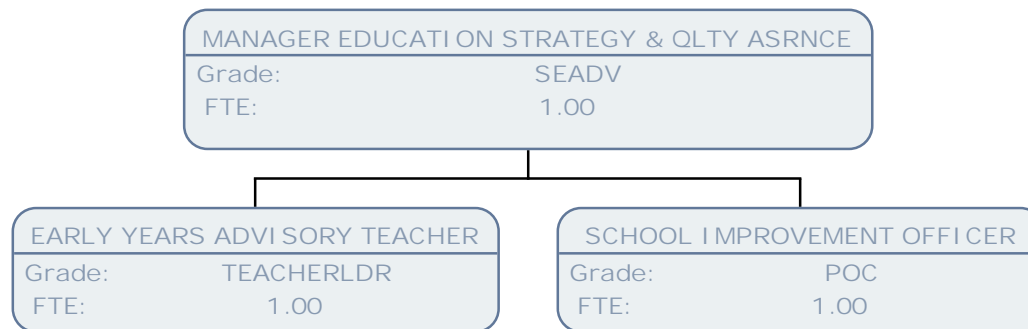 MANAGER EDUCATION STRATEGY & QLTY ASRNCE
Grade: SEADV
FTE: 1.00
EARLY YEARS ADVISORY TEACHER
Grade: TEACHERLDR
FTE: 1.00
SCHOOL IMPROVEMENT OFFICER
Grade: POC
FTE: 1.00